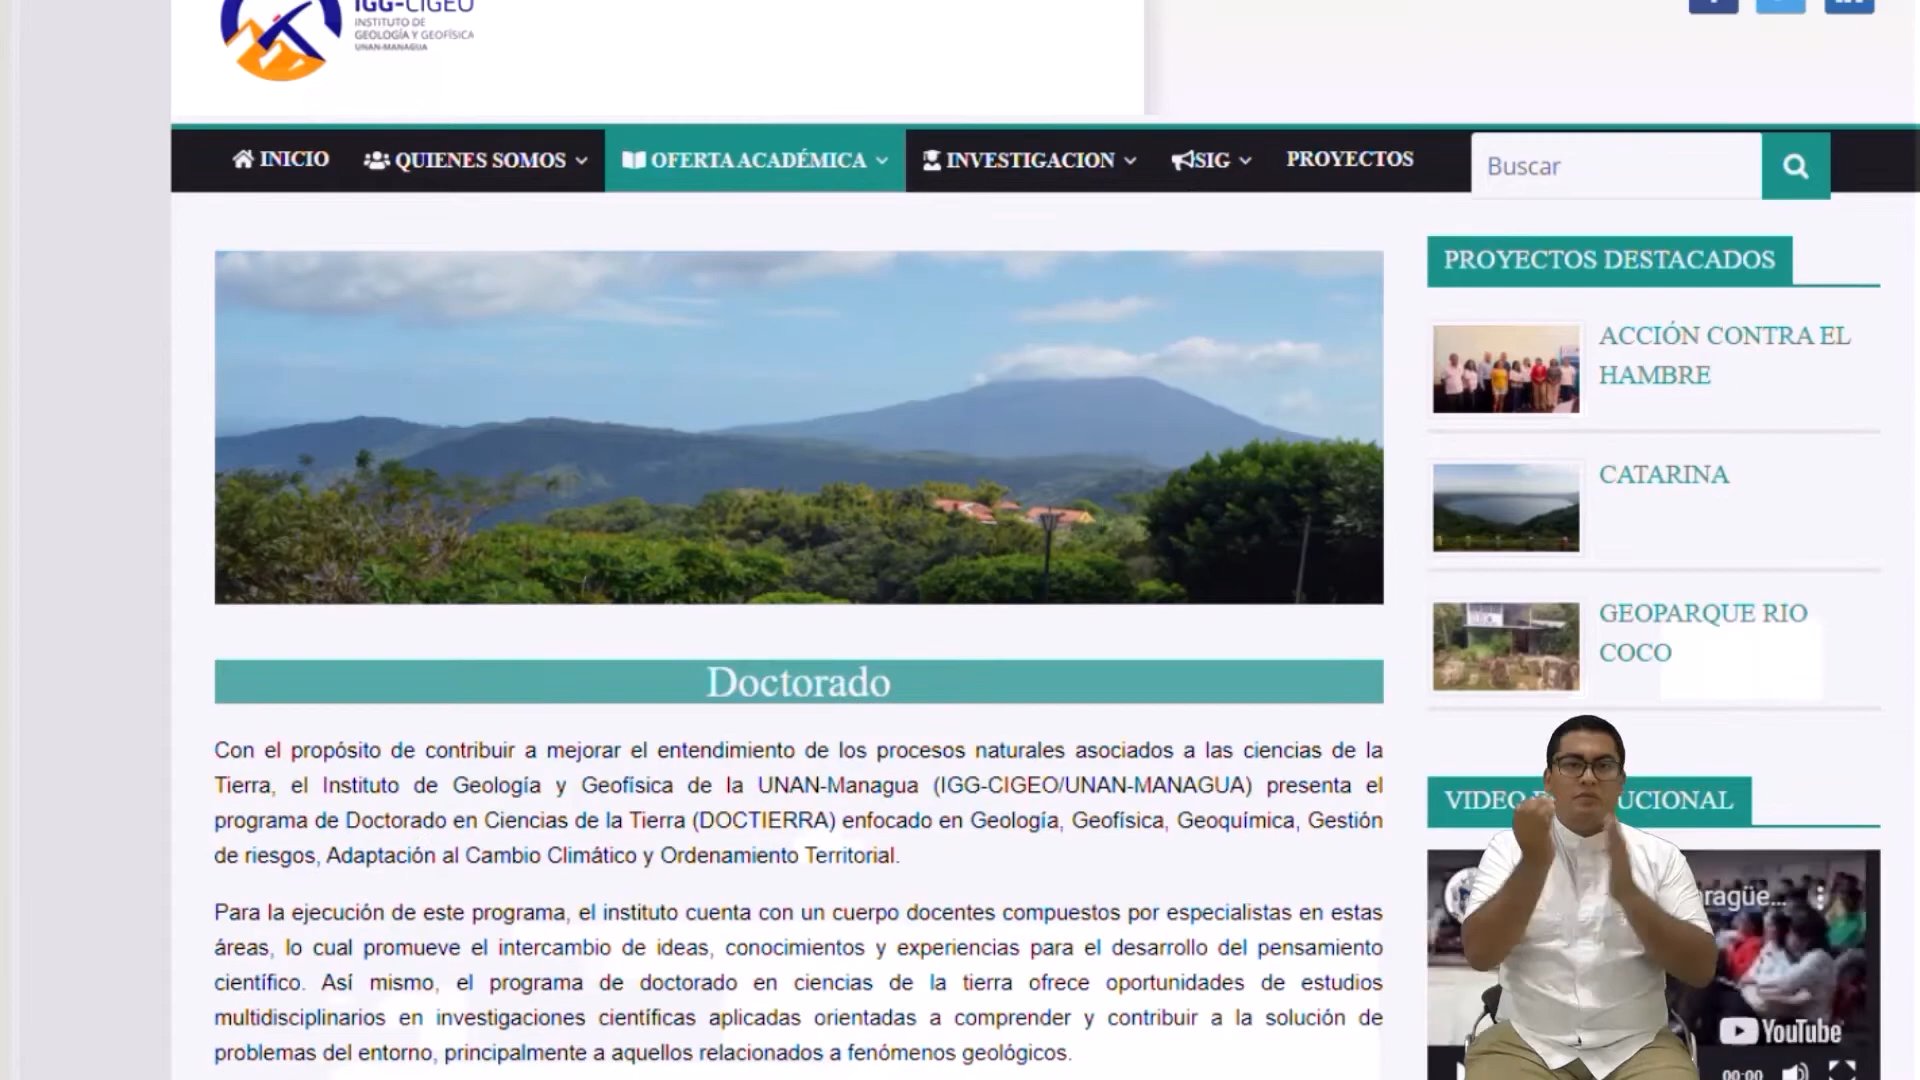 IGG-CIGEO
INSTITUTO DE
GEOLOGÍA Y GEOFÍSICA
UNAN-MANAGUA
INICIO
QUIENES SOMOS
OFERTA ACADÉMICA
INVESTIGACION
SIG
PROYECTOS
Buscar
Doctorado
Con el propósito de contribuir a mejorar el entendimiento de los procesos naturales asociados a las ciencias de la
Tierra, el Instituto de Geología y Geofísica de la UNAN-Managua (IGG-CIGEO/UNAN-MANAGUA) presenta el
programa de Doctorado en Ciencias de la Tierra (DOCTIERRA) enfocado en Geología, Geofísica, Geoquímica, Gestión
de riesgos, Adaptación al Cambio Climático y Ordenamiento Territorial.
Para la ejecución de este programa, el instituto cuenta con un cuerpo docentes compuestos por especialistas en estas
áreas, lo cual promueve el intercambio de ideas, conocimientos y experiencias para el desarrollo del pensamiento
científico. Así mismo, el programa de doctorado en ciencias de la tierra ofrece oportunidades de estudios
multidisciplinarios en investigaciones científicas aplicadas orientadas a comprender y contribuir a la solución de
problemas del entorno, principalmente a aquellos relacionados a fenómenos geológicos.
PROYECTOS DESTACADOS
ACCIÓN CONTRA EL
HAMBRE
CATARINA
GEOPARQUE RIO
COCO
VIDEO UCIONAL
ragüe...
YouTube
00:00